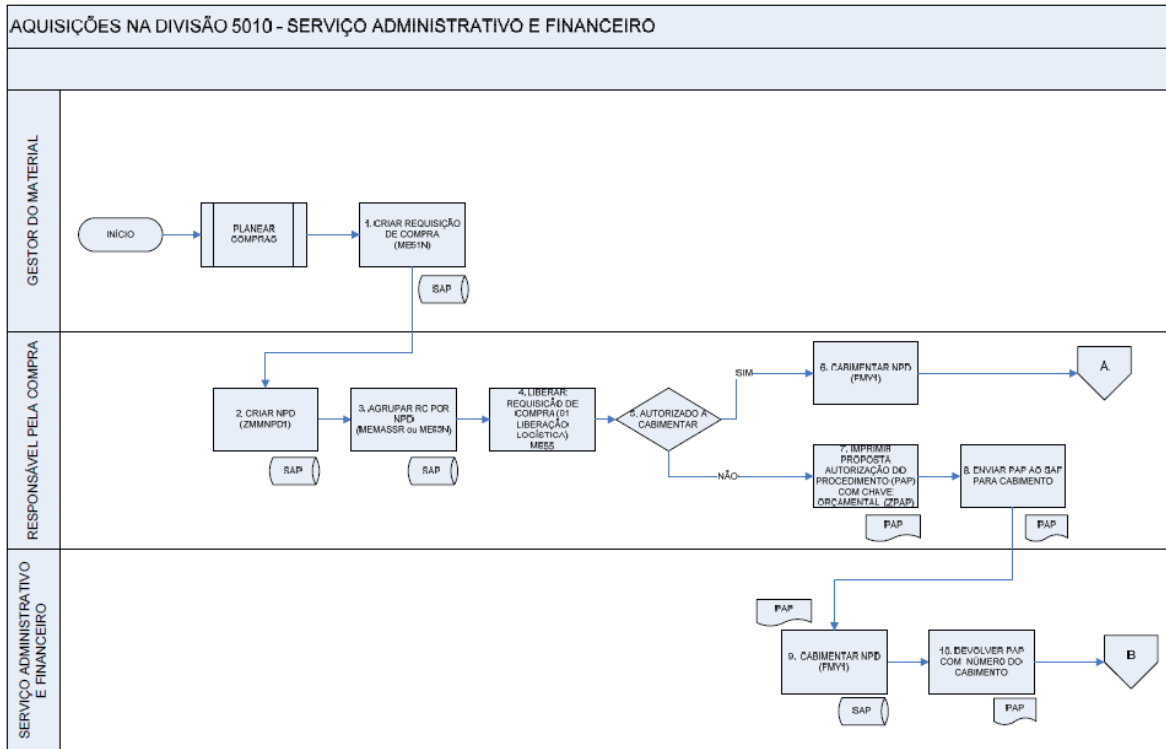 AQUISIÇÕES NA DIVISÃO 5010 - SERVIÇO ADMINISTRATIVO E FINANCEIRO
GESTOR DO MATERIAL
INÍCIO
PLANEAR
COMPRAS
1. CRIAR REQUISIÇÃO
DE COMPRA
(ME51N)
SAP
RESPONSÁVEL PELA COMPRA
2. CRIAR NPD
(ZMMNPD1)
SAP
3. AGRUPAR RC POR
NPD
(MEMASSR ou ME52N)
SAP
4. LIBERAR
REQUISIÇÃO DE
COMPRA (01
LIBERAÇÃO
LOGÍSTICA)
ME55
5. AUTORIZADO A
CABIMENTAR
SIM
6. CABIMENTAR NPD
(FMY1)
A
NÃO
7. IMPRIMIR
PROPOSTA
AUTORIZAÇÃO DO
PROCEDIMENTO (PAP)
COM CHAVE
ORÇAMENTAL (ZPAP)
PAP
8. ENVIAR PAP AO SAF
PARA CABIMENTO
PAP
SERVIÇO ADMINISTRATIVO
E FINANCEIRO
PAP
9. CABIMENTAR NPD
(FMY1)
SAP
10. DEVOLVER PAP
COM NÚMERO DO
CABIMENTO
PAP
B